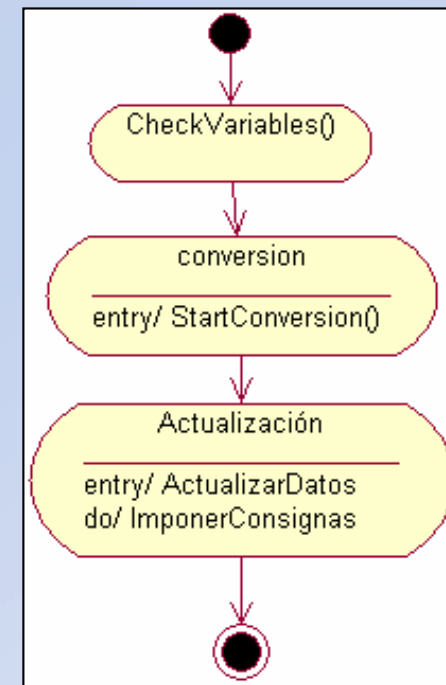 CheckVariables()
conversion
entry/ StartConversion()
Actualización
entry/ ActualizarDatos
do/ ImponerConsignas